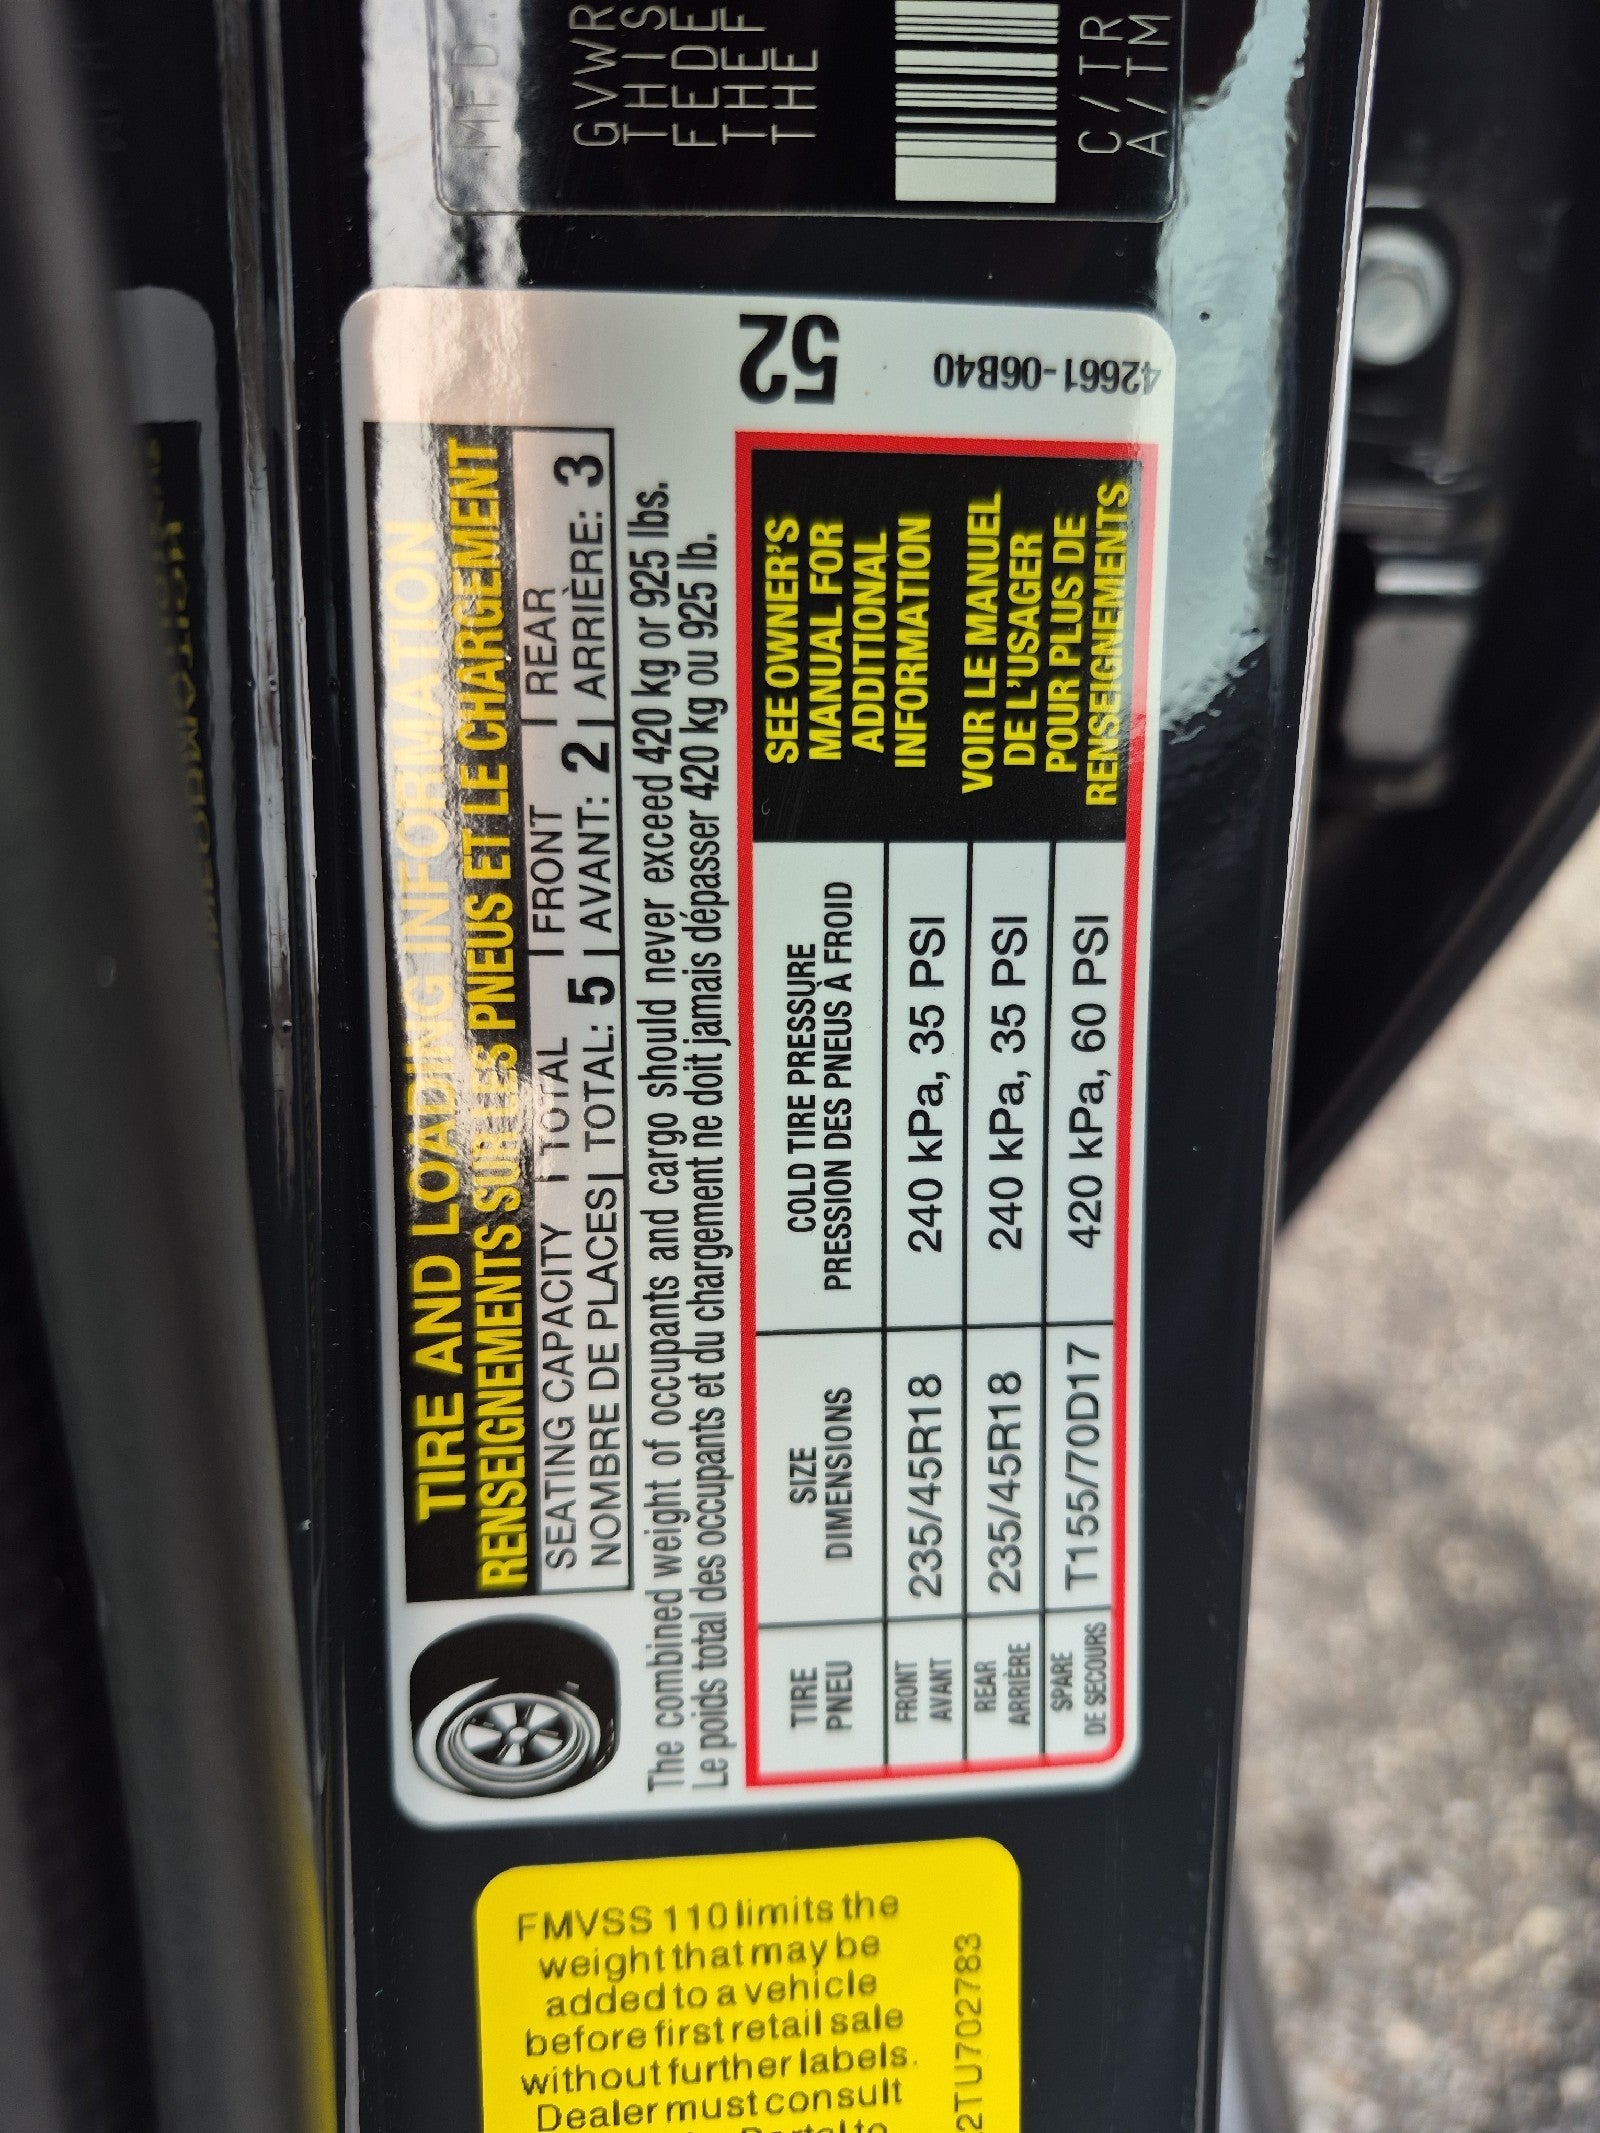 MFD.
GVWR
THIS
FEDE
THE F
THE
C/TR
A/TM
TIRE AND LOADING INFORMATION
RENSEIGNEMENTS SUR LES PNEUS ET LE CHARGEMENT
SEATING CAPACITY | TOTAL | FRONT | REAR
NOMBRE DE PLACES | TOTAL: 5 | AVANT: 2 | ARRIÈRE: 3
The combined weight of occupants and cargo should never exceed 420 kg or 925 lbs.
Le poids total des occupants et du chargement ne doit jamais dépasser 420 kg ou 925 lb.
TIRE SIZE COLD TIRE PRESSURE
PNEU DIMENSIONS PRESSION DES PNEUS À FROID
FRONT
AVANT 235/45R18 240 kPa, 35 PSI
REAR
ARRIÈRE 235/45R18 240 kPa, 35 PSI
SPARE
DE SECOURS T155/70D17 420 kPa, 60 PSI
SEE OWNER'S
MANUAL FOR
ADDITIONAL
INFORMATION
VOIR LE MANUEL
DE L'USAGER
POUR PLUS DE
RENSEIGNEMENTS
52
42661-06B40
FMVSS 110 limits the
weight that may be
added to a vehicle
before first retail sale
without further labels.
Dealer must consult
2TU702783